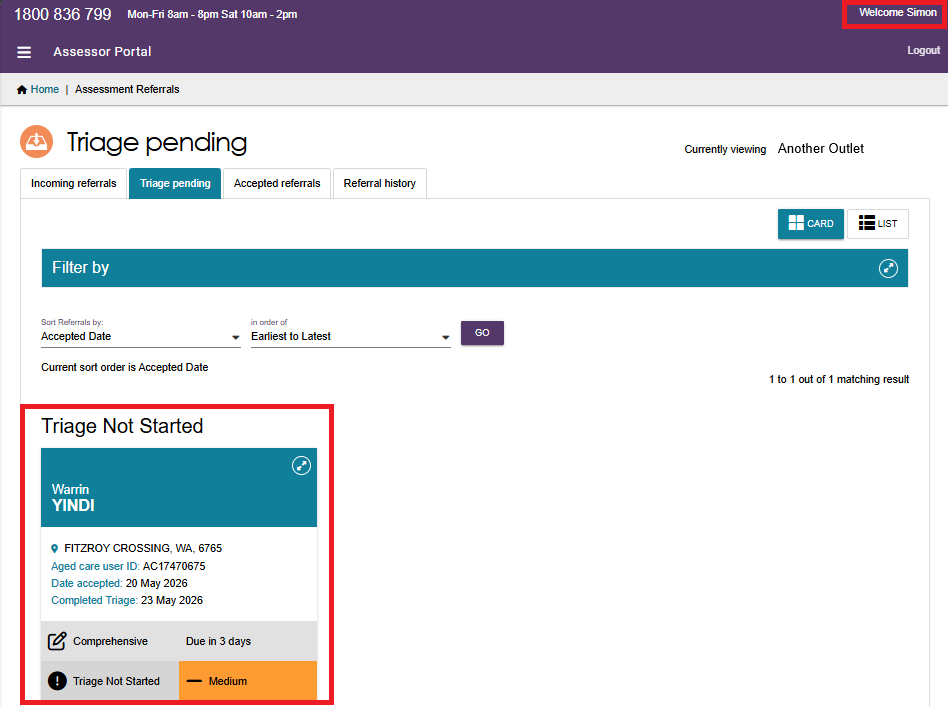 1800 836 799 Mon-Fri 8am - 8pm Sat 10am - 2pm Welcome Simon
Assessor Portal Logout
Home | Assessment Referrals
Triage pending
Currently viewing Another Outlet
Incoming referrals Triage pending Accepted referrals Referral history
CARD LIST
Filter by
Sort Referrals by: in order of
Accepted Date Earliest to Latest GO
Current sort order is Accepted Date
1 to 1 out of 1 matching result
Triage Not Started
Warrin
YINDI
FITZROY CROSSING, WA, 6765
Aged care user ID: AC17470675
Date accepted: 20 May 2026
Completed Triage: 23 May 2026
Comprehensive Due in 3 days
Triage Not Started Medium